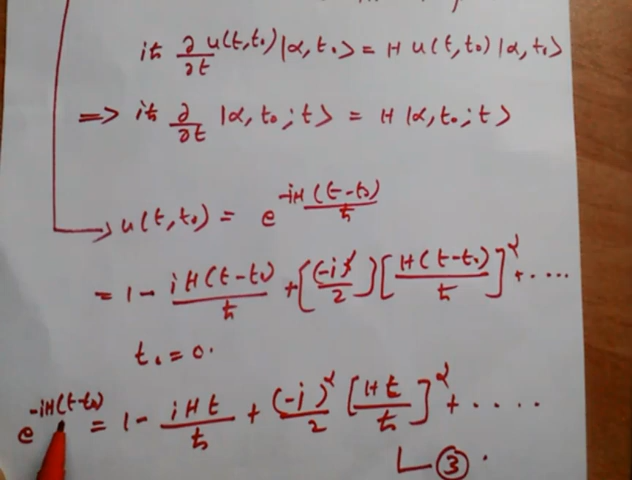 iħ ∂/∂t u(t,t₀)|α,t₀> = H u(t,t₀)|α,t₀>
=> iħ ∂/∂t |α,t₀;t> = H|α,t₀;t>
u(t,t₀) = e^(-iH(t-t₀)/ħ)
= 1 - iH(t-t₀)/ħ + [(-i)²/2][H(t-t₀)/ħ]² + ....
t₀ = 0.
e^(-iH(t-t₀)) = 1 - iHt/ħ + (-i)²/2 [Ht/ħ]² + ....
③.